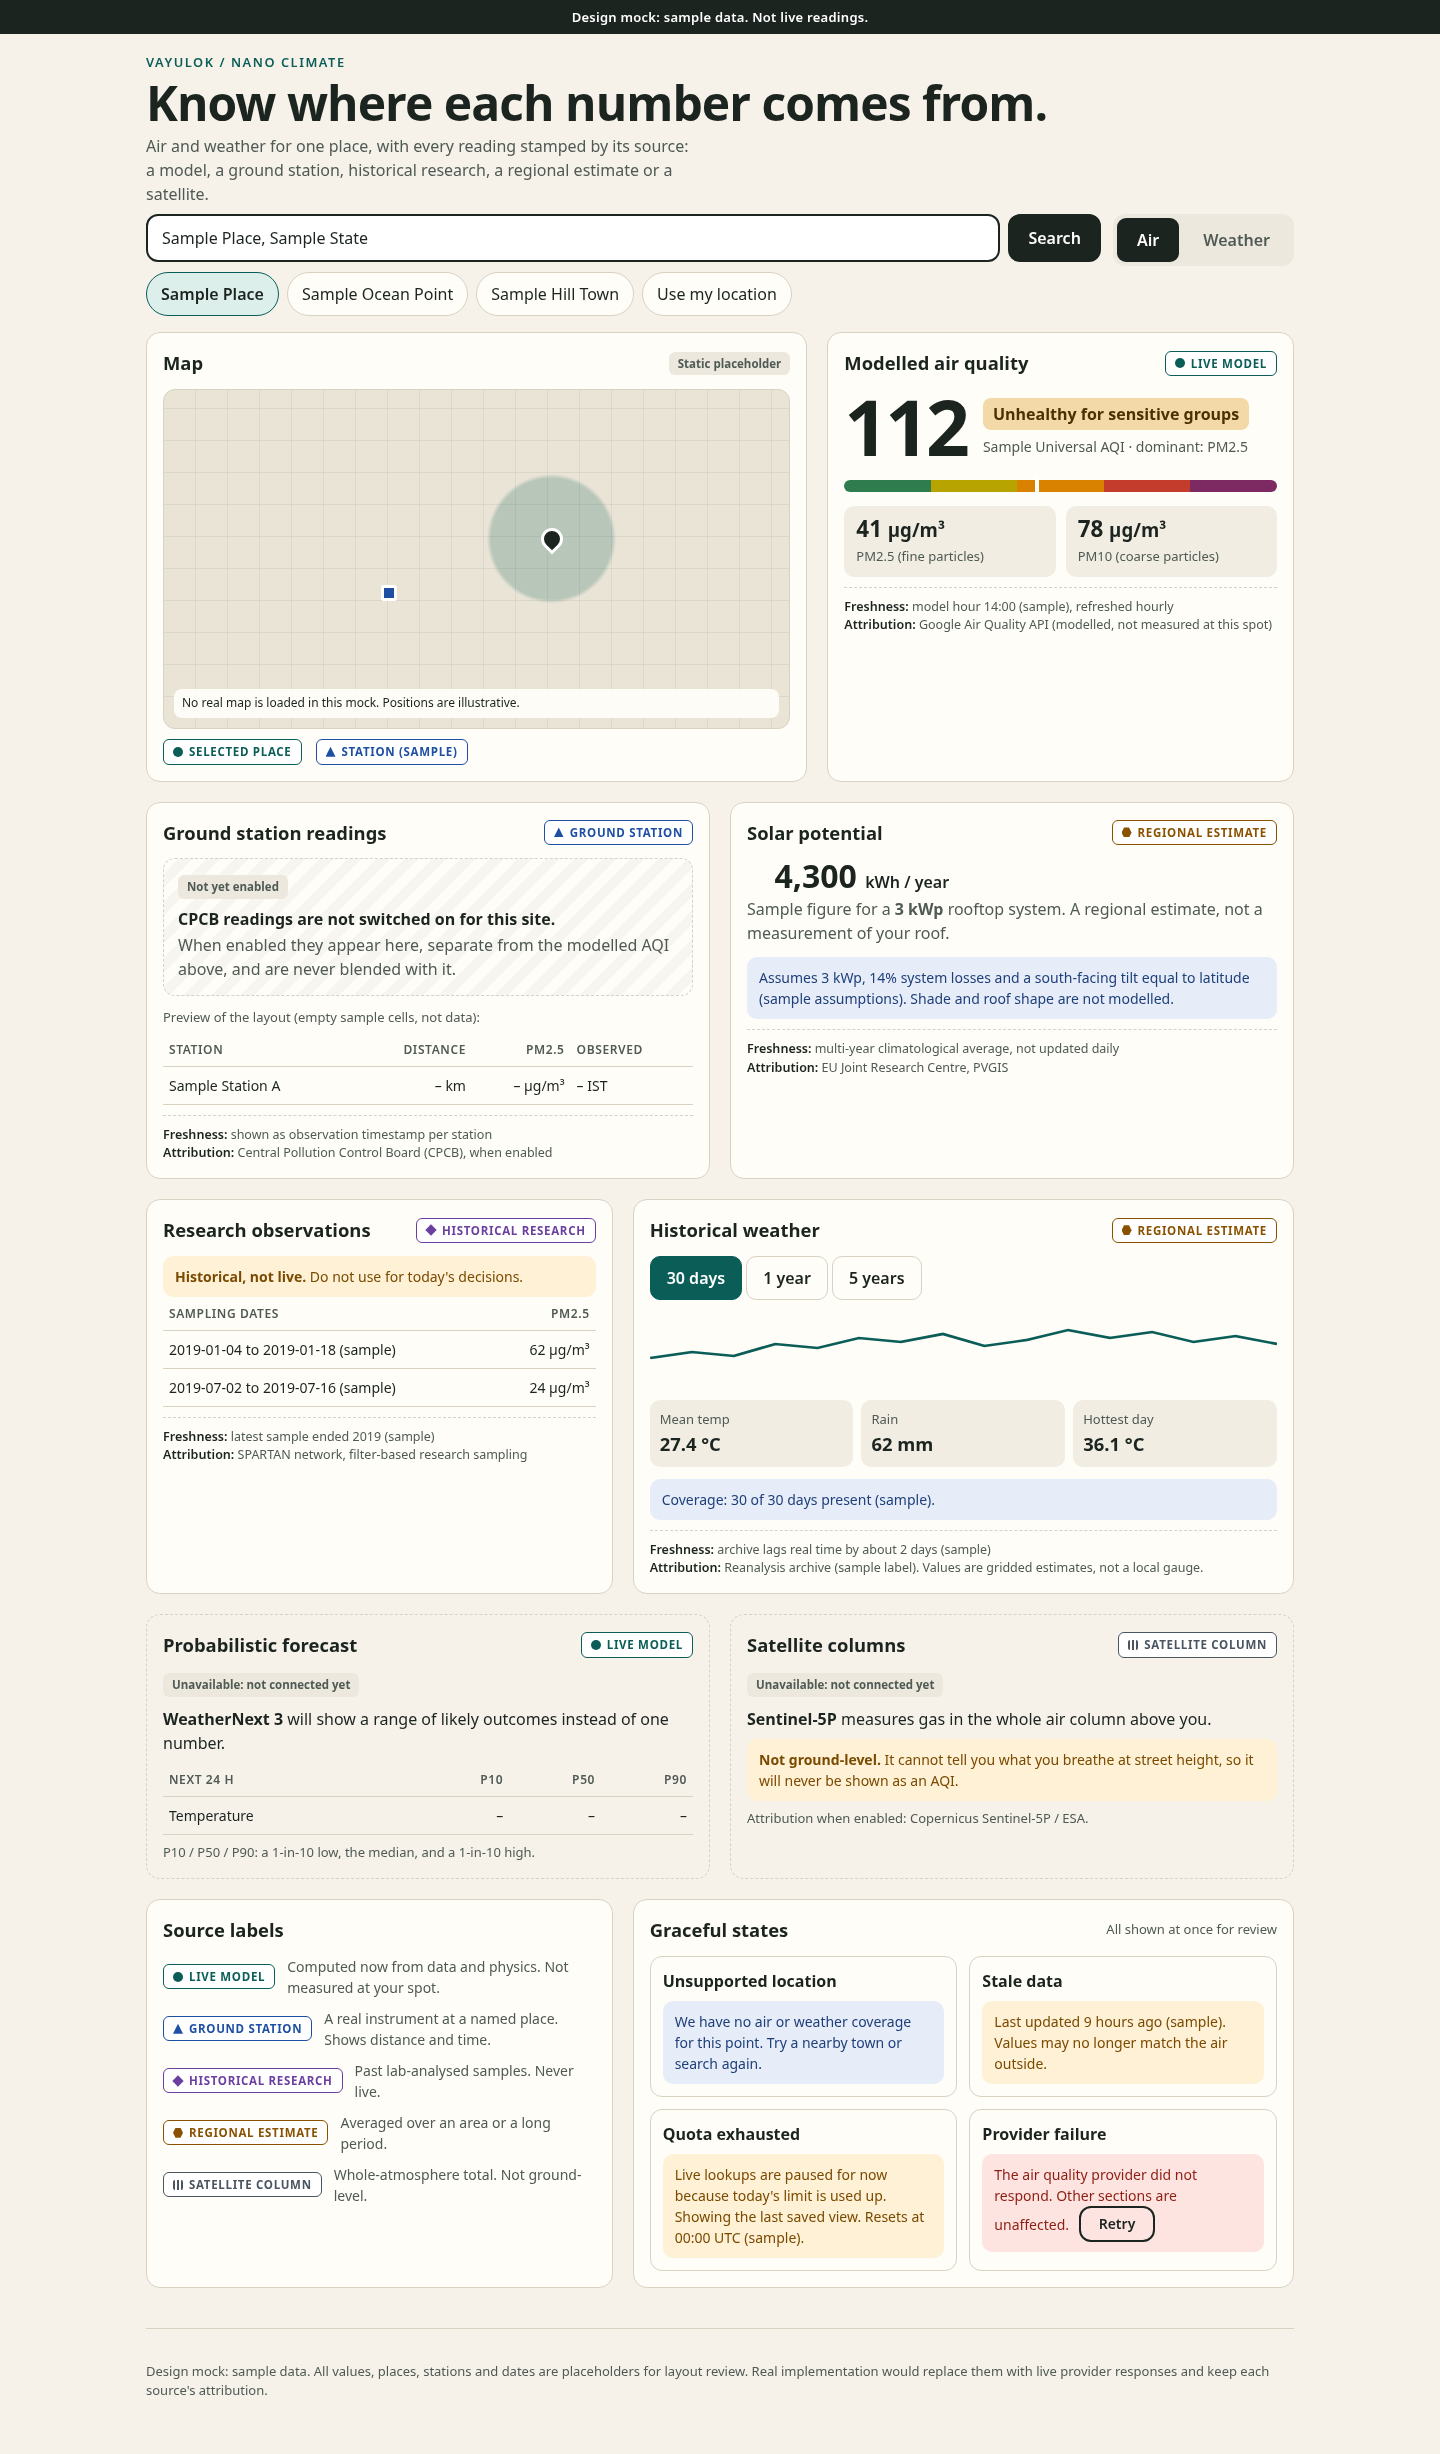 Design mock: sample data. Not live readings.
VAYULOK / NANO CLIMATE
Know where each number comes from.
Air and weather for one place, with every reading stamped by its source:
a model, a ground station, historical research, a regional estimate or a
satellite.
Sample Place, Sample State
Search
Air
Weather
Sample Place
Sample Ocean Point
Sample Hill Town
Use my location
Map
Static placeholder
No real map is loaded in this mock. Positions are illustrative.
SELECTED PLACE
STATION (SAMPLE)
Modelled air quality
LIVE MODEL
112
Unhealthy for sensitive groups
Sample Universal AQI · dominant: PM2.5
41 µg/m³
PM2.5 (fine particles)
78 µg/m³
PM10 (coarse particles)
Freshness: model hour 14:00 (sample), refreshed hourly
Attribution: Google Air Quality API (modelled, not measured at this spot)
Ground station readings
GROUND STATION
Not yet enabled
CPCB readings are not switched on for this site.
When enabled they appear here, separate from the modelled AQI
above, and are never blended with it.
Preview of the layout (empty sample cells, not data):
STATION DISTANCE PM2.5 OBSERVED
Sample Station A – km – µg/m³ – IST
Freshness: shown as observation timestamp per station
Attribution: Central Pollution Control Board (CPCB), when enabled
Solar potential
REGIONAL ESTIMATE
4,300 kWh / year
Sample figure for a 3 kWp rooftop system. A regional estimate, not a
measurement of your roof.
Assumes 3 kWp, 14% system losses and a south-facing tilt equal to latitude
(sample assumptions). Shade and roof shape are not modelled.
Freshness: multi-year climatological average, not updated daily
Attribution: EU Joint Research Centre, PVGIS
Research observations
HISTORICAL RESEARCH
Historical, not live. Do not use for today's decisions.
SAMPLING DATES PM2.5
2019-01-04 to 2019-01-18 (sample) 62 µg/m³
2019-07-02 to 2019-07-16 (sample) 24 µg/m³
Freshness: latest sample ended 2019 (sample)
Attribution: SPARTAN network, filter-based research sampling
Historical weather
REGIONAL ESTIMATE
30 days
1 year
5 years
Mean temp
27.4 °C
Rain
62 mm
Hottest day
36.1 °C
Coverage: 30 of 30 days present (sample).
Freshness: archive lags real time by about 2 days (sample)
Attribution: Reanalysis archive (sample label). Values are gridded estimates, not a local gauge.
Probabilistic forecast
LIVE MODEL
Unavailable: not connected yet
WeatherNext 3 will show a range of likely outcomes instead of one
number.
NEXT 24 H P10 P50 P90
Temperature – – –
P10 / P50 / P90: a 1-in-10 low, the median, and a 1-in-10 high.
Satellite columns
SATELLITE COLUMN
Unavailable: not connected yet
Sentinel-5P measures gas in the whole air column above you.
Not ground-level. It cannot tell you what you breathe at street height, so it
will never be shown as an AQI.
Attribution when enabled: Copernicus Sentinel-5P / ESA.
Source labels
LIVE MODEL
Computed now from data and physics. Not
measured at your spot.
GROUND STATION
A real instrument at a named place.
Shows distance and time.
HISTORICAL RESEARCH
Past lab-analysed samples. Never
live.
REGIONAL ESTIMATE
Averaged over an area or a long
period.
SATELLITE COLUMN
Whole-atmosphere total. Not ground-
level.
Graceful states
All shown at once for review
Unsupported location
We have no air or weather coverage
for this point. Try a nearby town or
search again.
Stale data
Last updated 9 hours ago (sample).
Values may no longer match the air
outside.
Quota exhausted
Live lookups are paused for now
because today's limit is used up.
Showing the last saved view. Resets at
00:00 UTC (sample).
Provider failure
The air quality provider did not
respond. Other sections are
unaffected. Retry
Design mock: sample data. All values, places, stations and dates are placeholders for layout review. Real implementation would replace them with live provider responses and keep each
source's attribution.